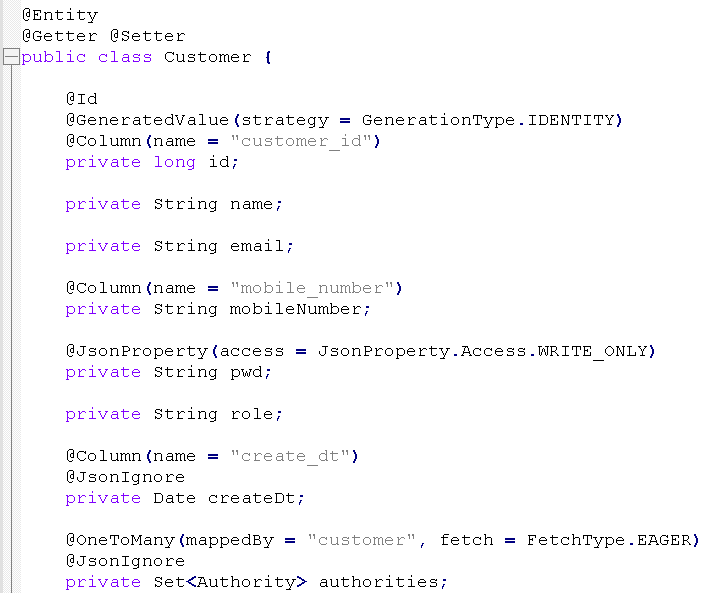 @Entity
@Getter @Setter
public class Customer {
@Id
@GeneratedValue(strategy = GenerationType.IDENTITY)
@Column(name = "customer_id")
private long id;
private String name;
private String email;
@Column(name = "mobile_number")
private String mobileNumber;
@JsonProperty(access = JsonProperty.Access.WRITE_ONLY)
private String pwd;
private String role;
@Column(name = "create_dt")
@JsonIgnore
private Date createDt;
@OneToMany(mappedBy = "customer", fetch = FetchType.EAGER)
@JsonIgnore
private Set<Authority> authorities;